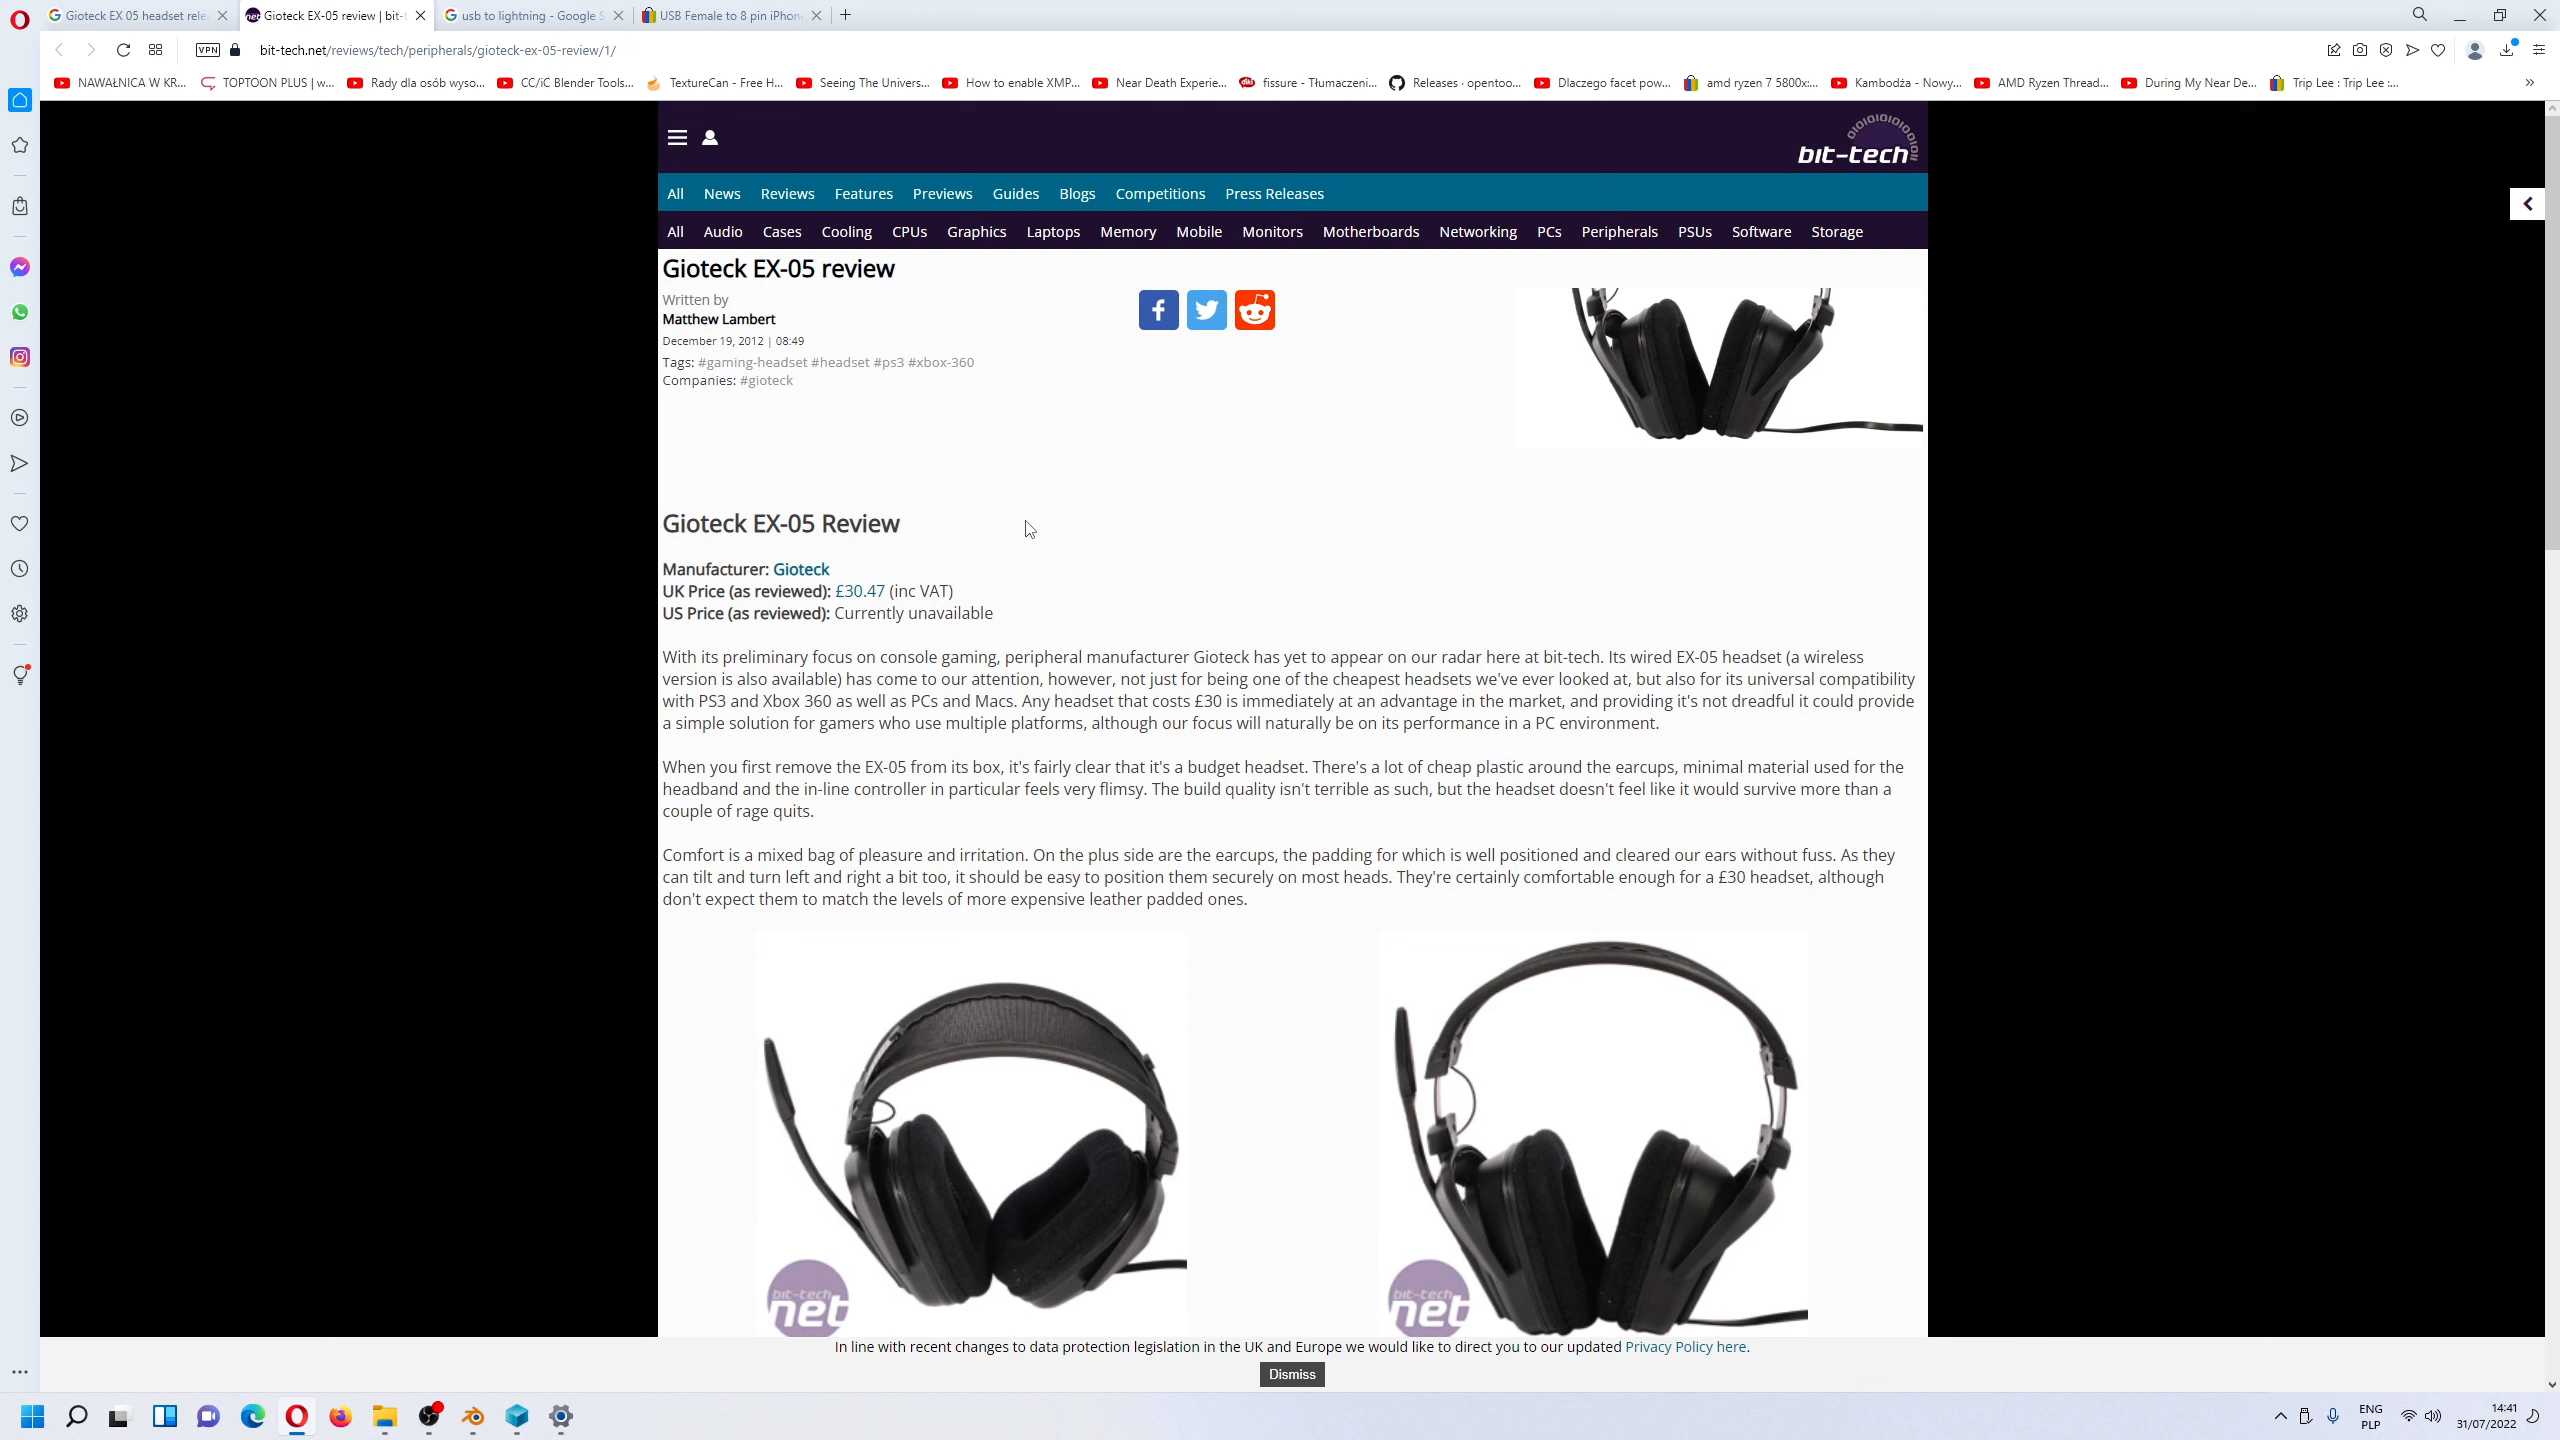 Gioteck EX 05 headset rele
Gioteck EX-05 review | bit-t
usb to lightning - Google S
USB Female to 8 pin iPhon
VPN
bit-tech.net/reviews/tech/peripherals/gioteck-ex-05-review/1/
NAWAŁNICA W KR...
TOPTOON PLUS | w...
Rady dla osób wyso...
CC/iC Blender Tools...
TextureCan - Free H...
Seeing The Univers...
How to enable XMP...
Near Death Experie...
fissure - Tłumaczeni...
Releases · opentoo...
Dlaczego facet pow...
amd ryzen 7 5800x:...
Kambodża - Nowy...
AMD Ryzen Thread...
During My Near De...
Trip Lee : Trip Lee :...
bit-tech
All News Reviews Features Previews Guides Blogs Competitions Press Releases
All Audio Cases Cooling CPUs Graphics Laptops Memory Mobile Monitors Motherboards Networking PCs Peripherals PSUs Software Storage
Gioteck EX-05 review
Written by
Matthew Lambert
December 19, 2012 | 08:49
Tags: #gaming-headset #headset #ps3 #xbox-360
Companies: #gioteck
Gioteck EX-05 Review
Manufacturer: Gioteck
UK Price (as reviewed): £30.47 (inc VAT)
US Price (as reviewed): Currently unavailable
With its preliminary focus on console gaming, peripheral manufacturer Gioteck has yet to appear on our radar here at bit-tech. Its wired EX-05 headset (a wireless
version is also available) has come to our attention, however, not just for being one of the cheapest headsets we've ever looked at, but also for its universal compatibility
with PS3 and Xbox 360 as well as PCs and Macs. Any headset that costs £30 is immediately at an advantage in the market, and providing it's not dreadful it could provide
a simple solution for gamers who use multiple platforms, although our focus will naturally be on its performance in a PC environment.
When you first remove the EX-05 from its box, it's fairly clear that it's a budget headset. There's a lot of cheap plastic around the earcups, minimal material used for the
headband and the in-line controller in particular feels very flimsy. The build quality isn't terrible as such, but the headset doesn't feel like it would survive more than a
couple of rage quits.
Comfort is a mixed bag of pleasure and irritation. On the plus side are the earcups, the padding for which is well positioned and cleared our ears without fuss. As they
can tilt and turn left and right a bit too, it should be easy to position them securely on most heads. They're certainly comfortable enough for a £30 headset, although
don't expect them to match the levels of more expensive leather padded ones.
bit-tech
net
bit-tech
net
In line with recent changes to data protection legislation in the UK and Europe we would like to direct you to our updated Privacy Policy here.
Dismiss
ENG
PLP
14:41
31/07/2022